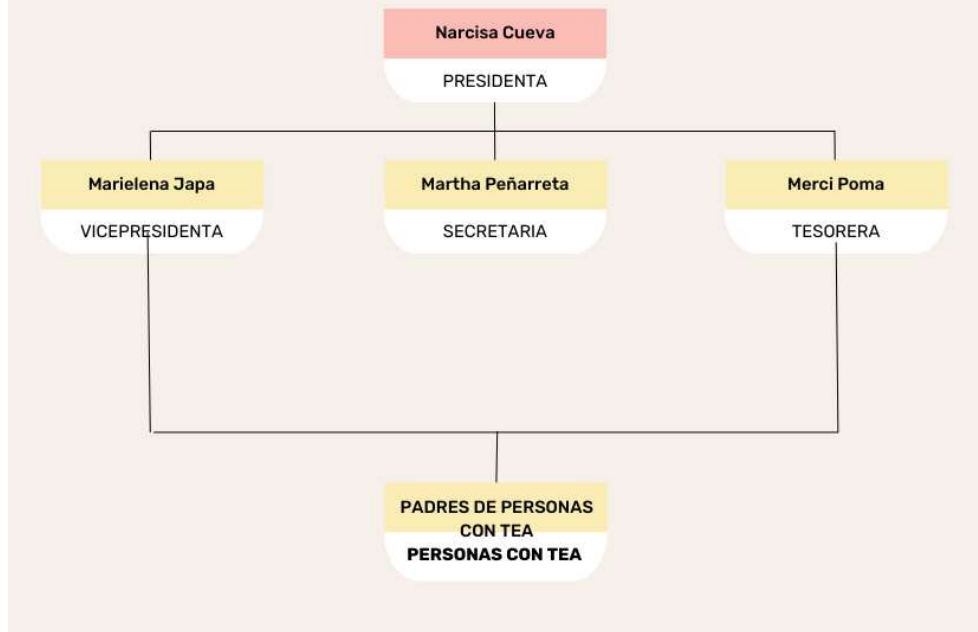 Narcisa Cueva
PRESIDENTA
Marielena Japa
VICEPRESIDENTA
Martha Peñarreta
SECRETARIA
Merci Poma
TESORERA
PADRES DE PERSONAS
CON TEA
PERSONAS CON TEA